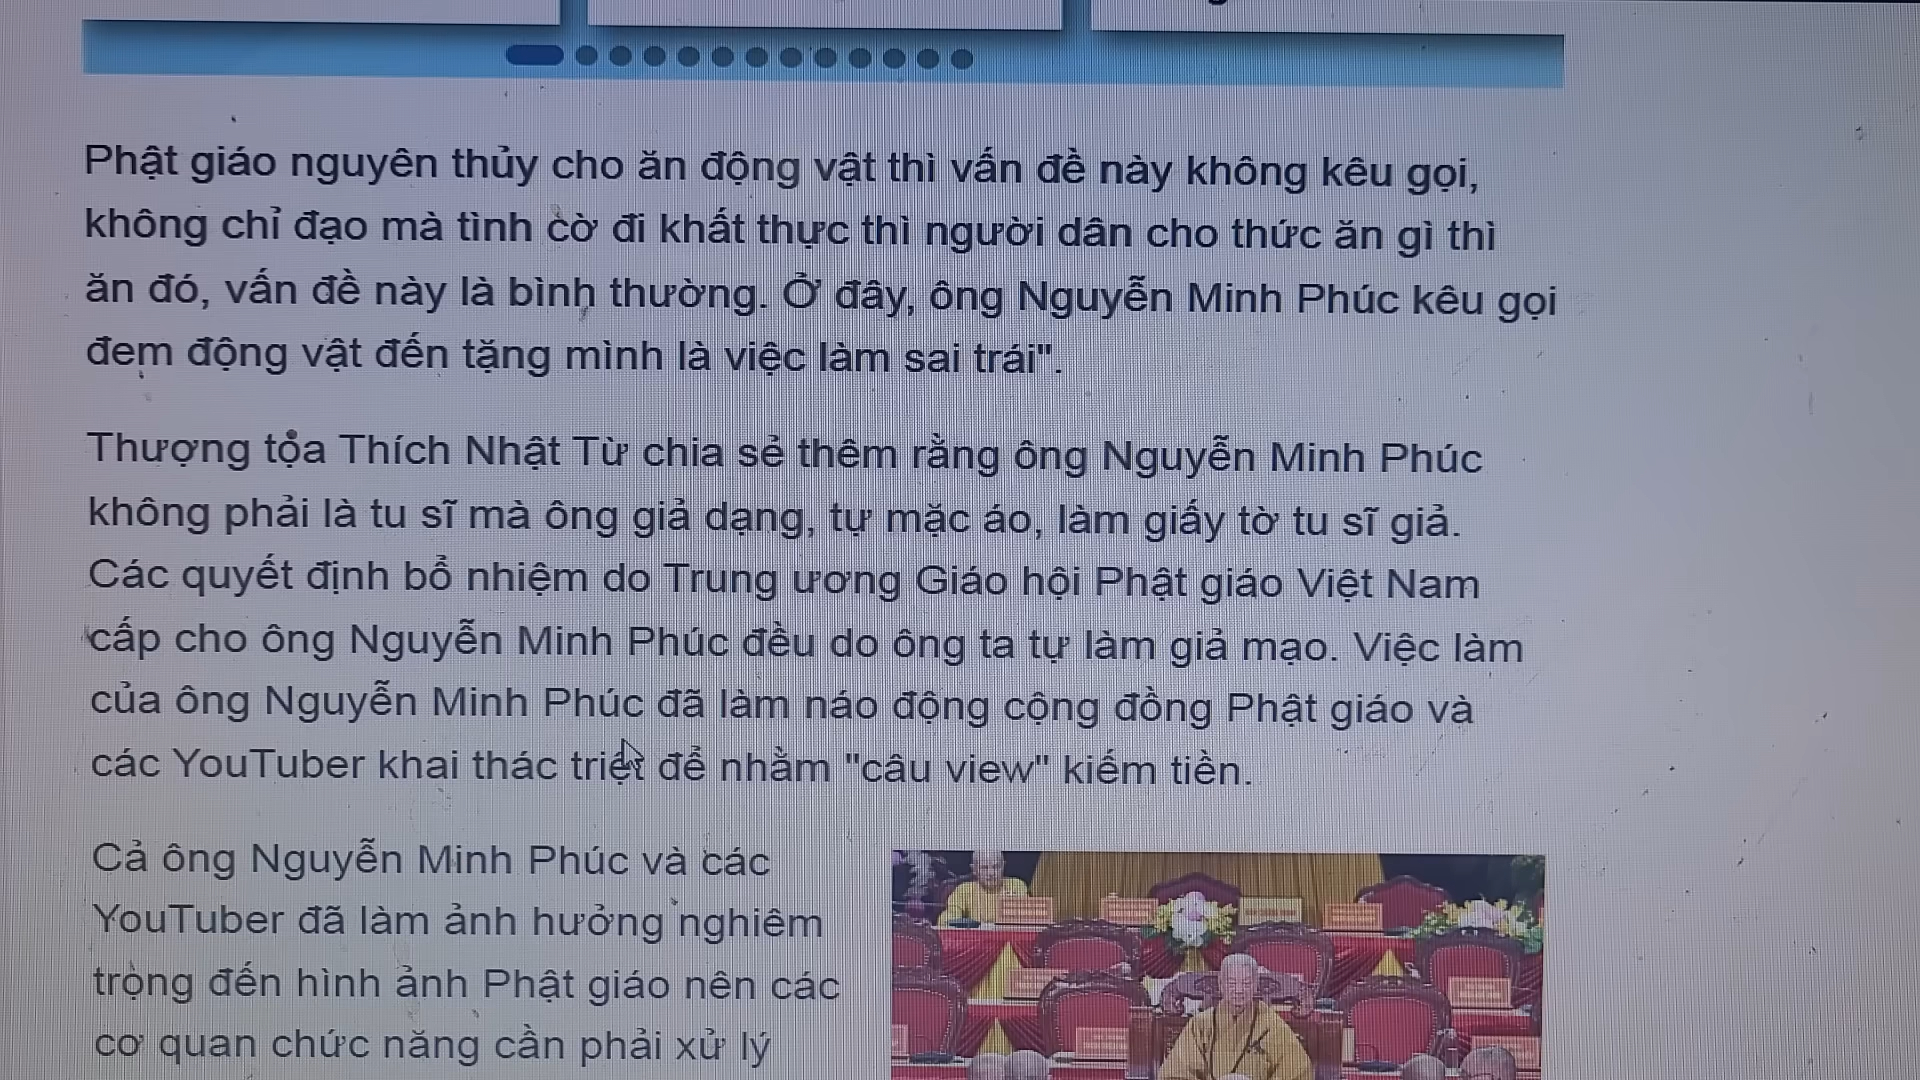 Phật giáo nguyên thủy cho ăn động vật thì vấn đề này không kêu gọi,
không chỉ đạo mà tình cờ đi khất thực thì người dân cho thức ăn gì thì
ăn đó, vấn đề này là bình thường. Ở đây, ông Nguyễn Minh Phúc kêu gọi
đem động vật đến tặng mình là việc làm sai trái".
Thượng tọa Thích Nhật Từ chia sẻ thêm rằng ông Nguyễn Minh Phúc
không phải là tu sĩ mà ông giả dạng, tự mặc áo, làm giấy tờ tu sĩ giả.
Các quyết định bổ nhiệm do Trung ương Giáo hội Phật giáo Việt Nam
cấp cho ông Nguyễn Minh Phúc đều do ông ta tự làm giả mạo. Việc làm
của ông Nguyễn Minh Phúc đã làm náo động cộng đồng Phật giáo và
các YouTuber khai thác triệt để nhằm "câu view" kiếm tiền.
Cả ông Nguyễn Minh Phúc và các
YouTuber đã làm ảnh hưởng nghiêm
trọng đến hình ảnh Phật giáo nên các
cơ quan chức năng cần phải xử lý